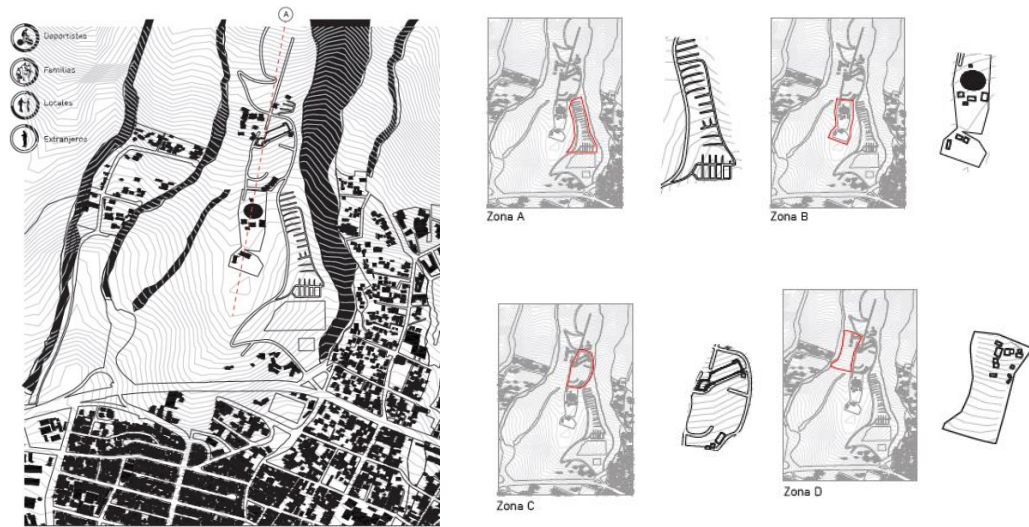 A
Deportistas
Familias
Locales
Extranjeros
Zona A
Zona B
Zona C
Zona D